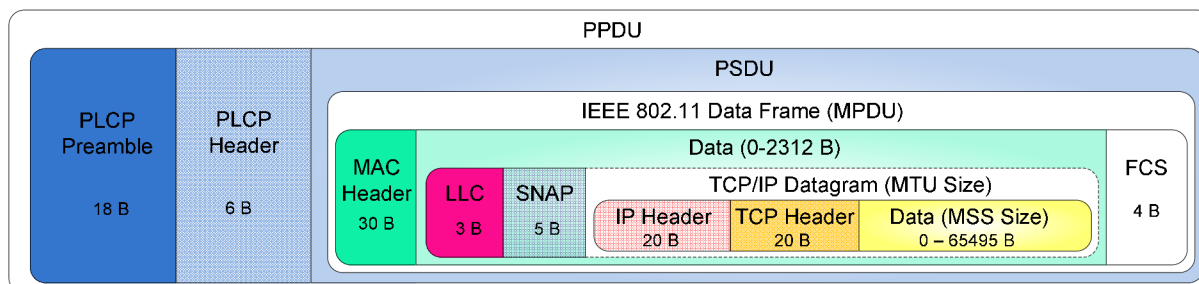 PPDU
PSDU
IEEE 802.11 Data Frame (MPDU)
PLCP
Preamble
18 B
PLCP
Header
6 B
MAC
Header
30 B
Data (0-2312 B)
LLC
3 B
SNAP
5 B
TCP/IP Datagram (MTU Size)
IP Header
20 B
TCP Header
20 B
Data (MSS Size)
0 – 65495 B
FCS
4 B